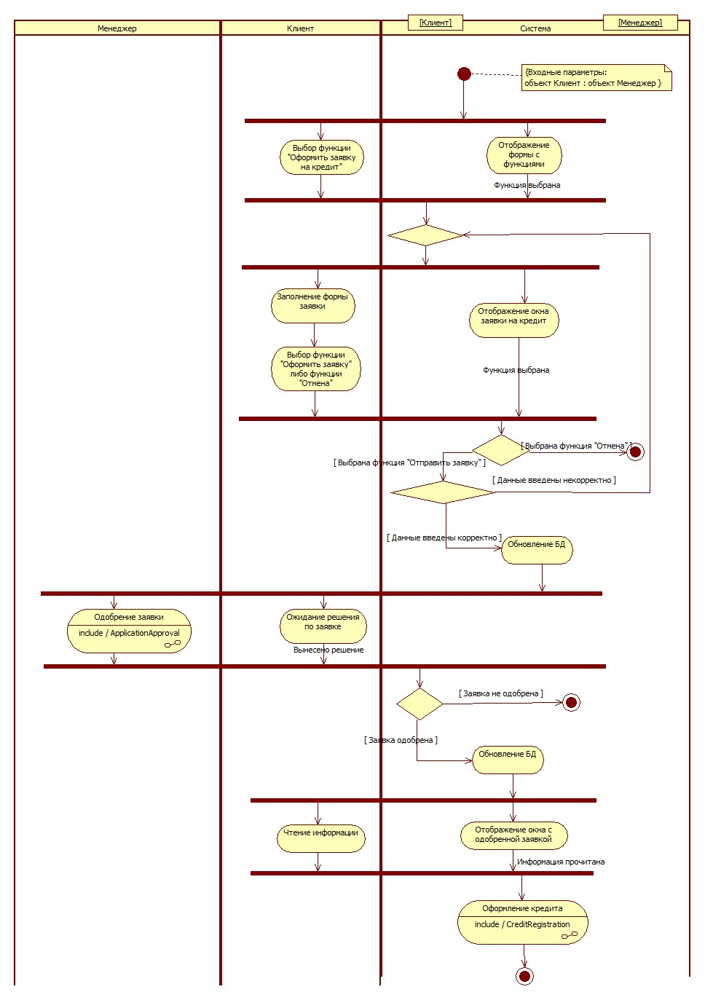 [Клиент]
[Менеджер]
Менеджер
Клиент
Система
{Входные параметры:
объект Клиент : объект Менеджер }
Выбор функции
"Оформить заявку
на кредит"
Отображение
формы с
функциями
Функция выбрана
Заполнение формы
заявки
Отображение окна
заявки на кредит
Выбор функции
"Оформить заявку"
либо функции
"Отмена"
Функция выбрана
[ Выбрана функция "Отмена" ]
[ Выбрана функция "Отправить заявку" ]
[ Данные введены некорректно ]
[ Данные введены корректно ]
Обновление БД
Одобрение заявки
include / ApplicationApproval
Ожидание решения
по заявке
Вынесено решение
[ Заявка не одобрена ]
[ Заявка одобрена ]
Обновление БД
Чтение информации
Отображение окна с
одобренной заявкой
Информация прочитана
Оформление кредита
include / CreditRegistration